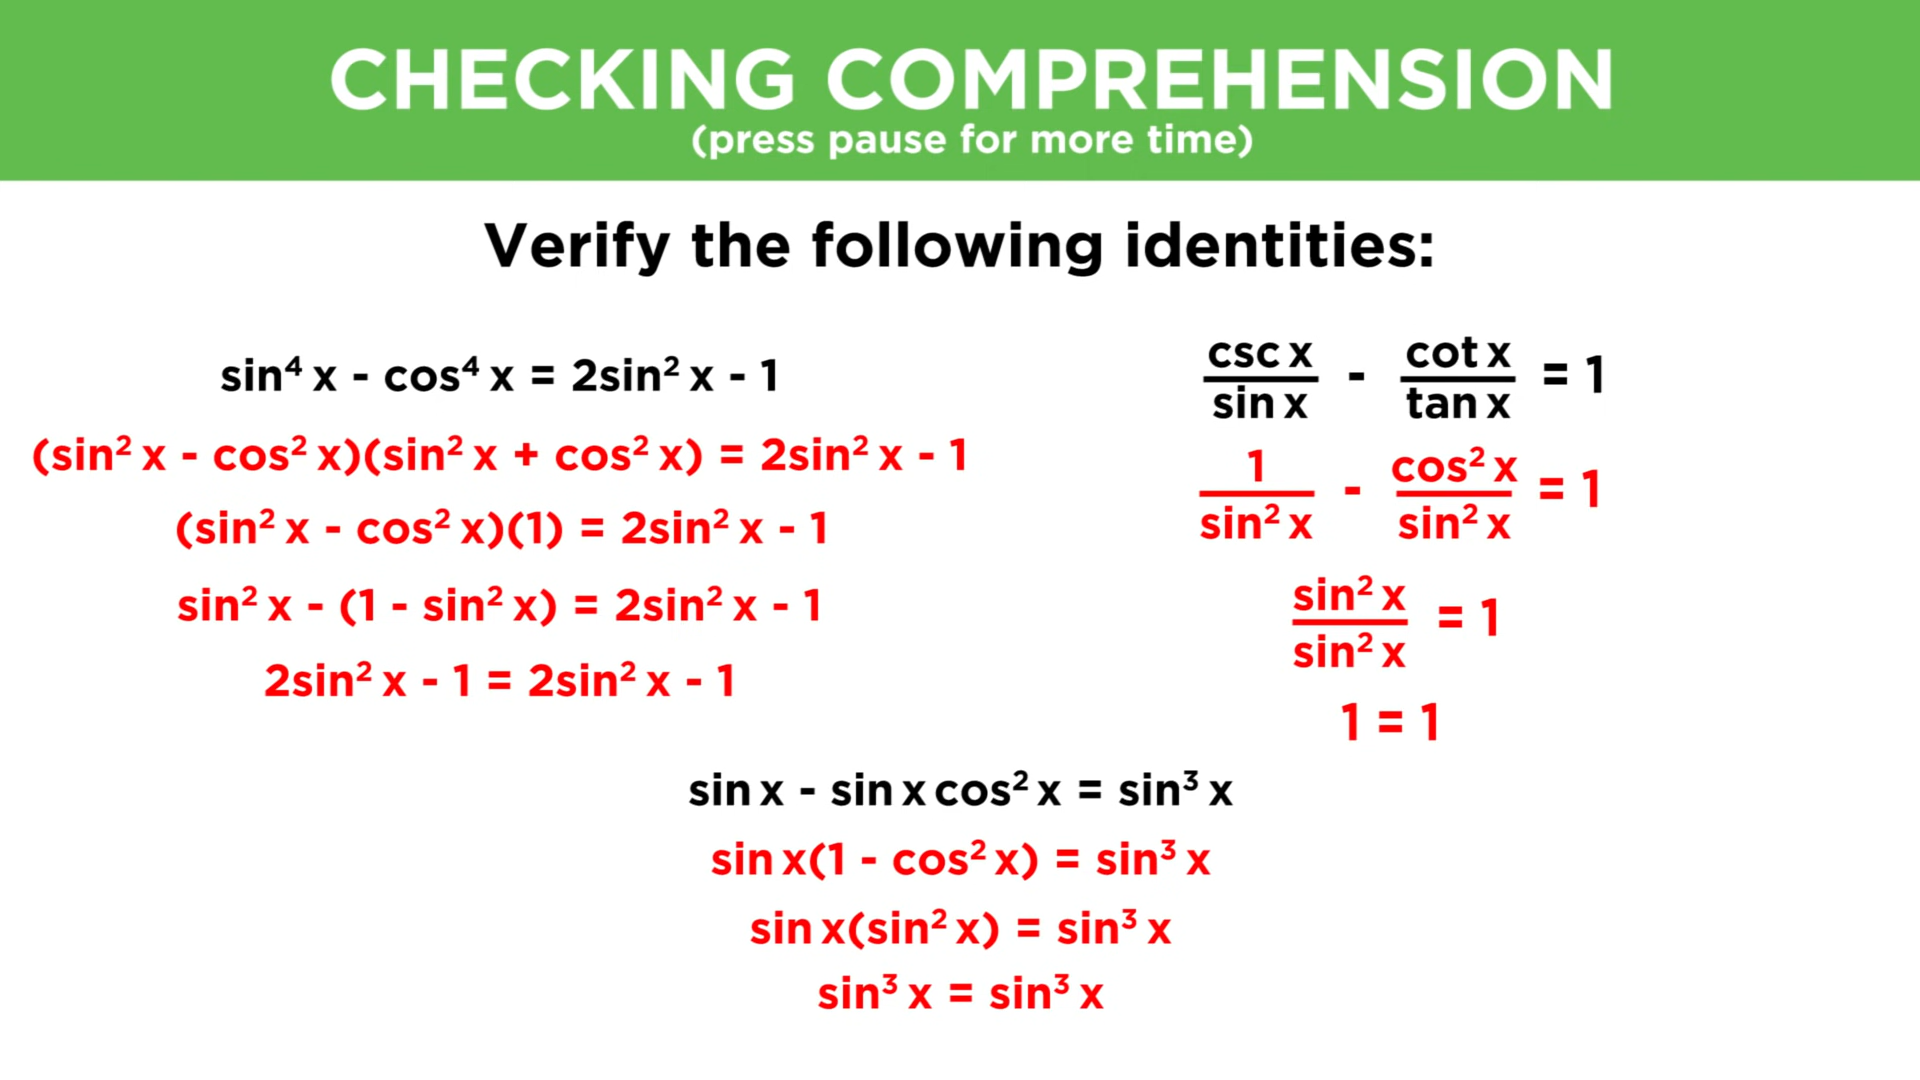 CHECKING COMPREHENSION
(press pause for more time)
Verify the following identities:
sin⁴ x - cos⁴ x = 2sin² x - 1
(sin² x - cos² x)(sin² x + cos² x) = 2sin² x - 1
(sin² x - cos² x)(1) = 2sin² x - 1
sin² x - (1 - sin² x) = 2sin² x - 1
2sin² x - 1 = 2sin² x - 1
csc x / sin x - cot x / tan x = 1
1 / sin² x - cos² x / sin² x = 1
sin² x / sin² x = 1
1 = 1
sin x - sin x cos² x = sin³ x
sin x(1 - cos² x) = sin³ x
sin x(sin² x) = sin³ x
sin³ x = sin³ x